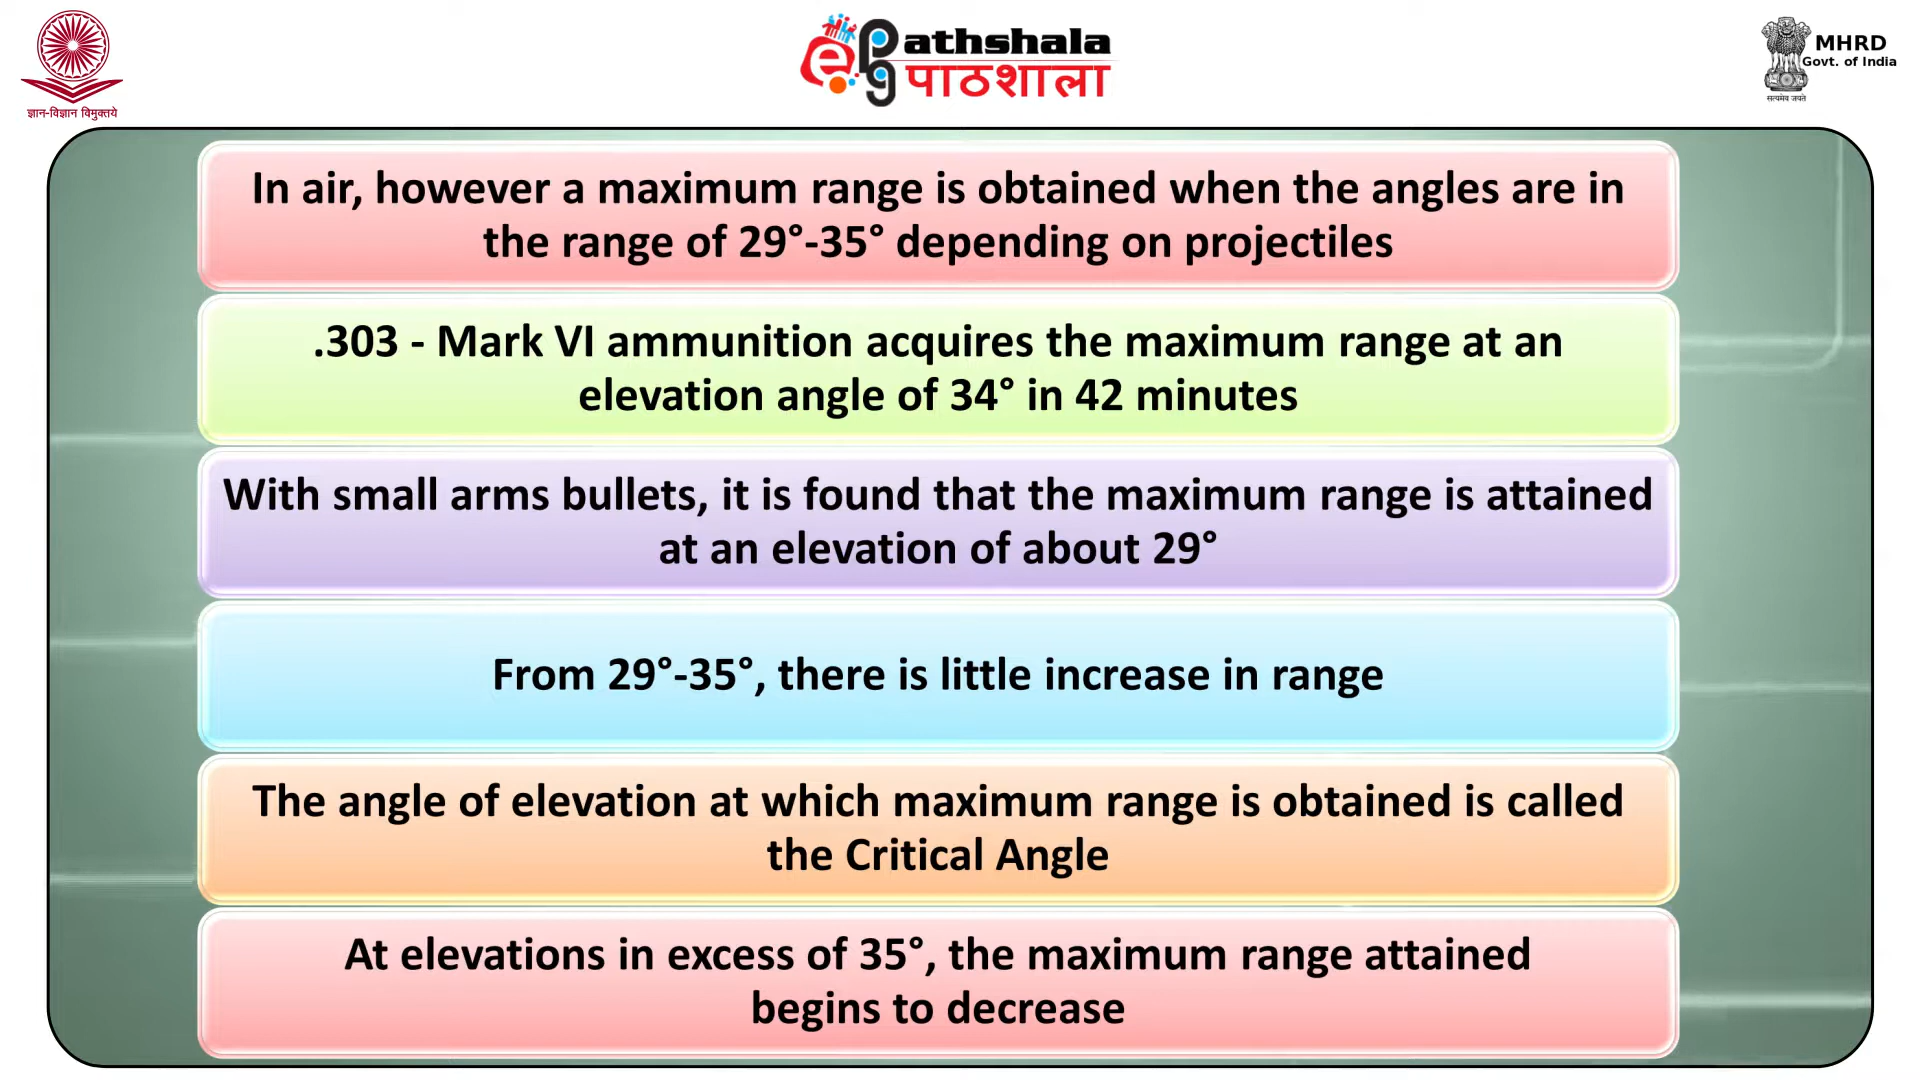 ज्ञान-विज्ञान विमुक्तये
e
PG
athshala
पाठशाला
MHRD
Govt. of India
सत्यमेव जयते
In air, however a maximum range is obtained when the angles are in
the range of 29°-35° depending on projectiles
.303 - Mark VI ammunition acquires the maximum range at an
elevation angle of 34° in 42 minutes
With small arms bullets, it is found that the maximum range is attained
at an elevation of about 29°
From 29°-35°, there is little increase in range
The angle of elevation at which maximum range is obtained is called
the Critical Angle
At elevations in excess of 35°, the maximum range attained
begins to decrease